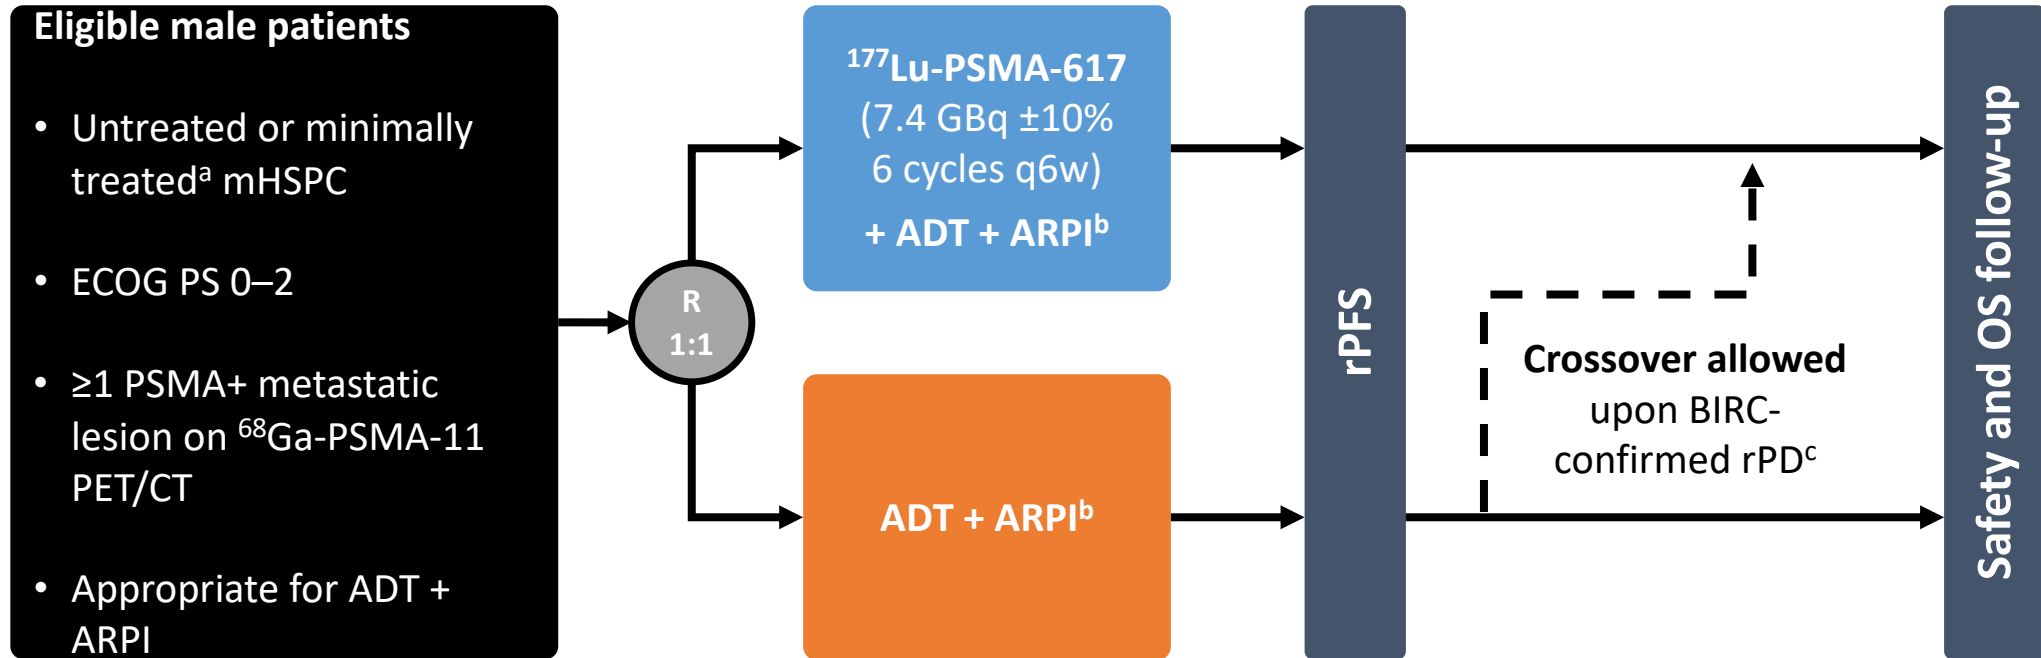 Eligible male patients
• Untreated or minimally
treatedᵃ mHSPC
• ECOG PS 0–2
• ≥1 PSMA+ metastatic
lesion on ⁶⁸Ga-PSMA-11
PET/CT
• Appropriate for ADT +
ARPI
R
1:1
¹⁷⁷Lu-PSMA-617
(7.4 GBq ±10%
6 cycles q6w)
+ ADT + ARPIᵇ
ADT + ARPIᵇ
rPFS
Crossover allowed
upon BIRC-
confirmed rPDᶜ
Safety and OS follow-up